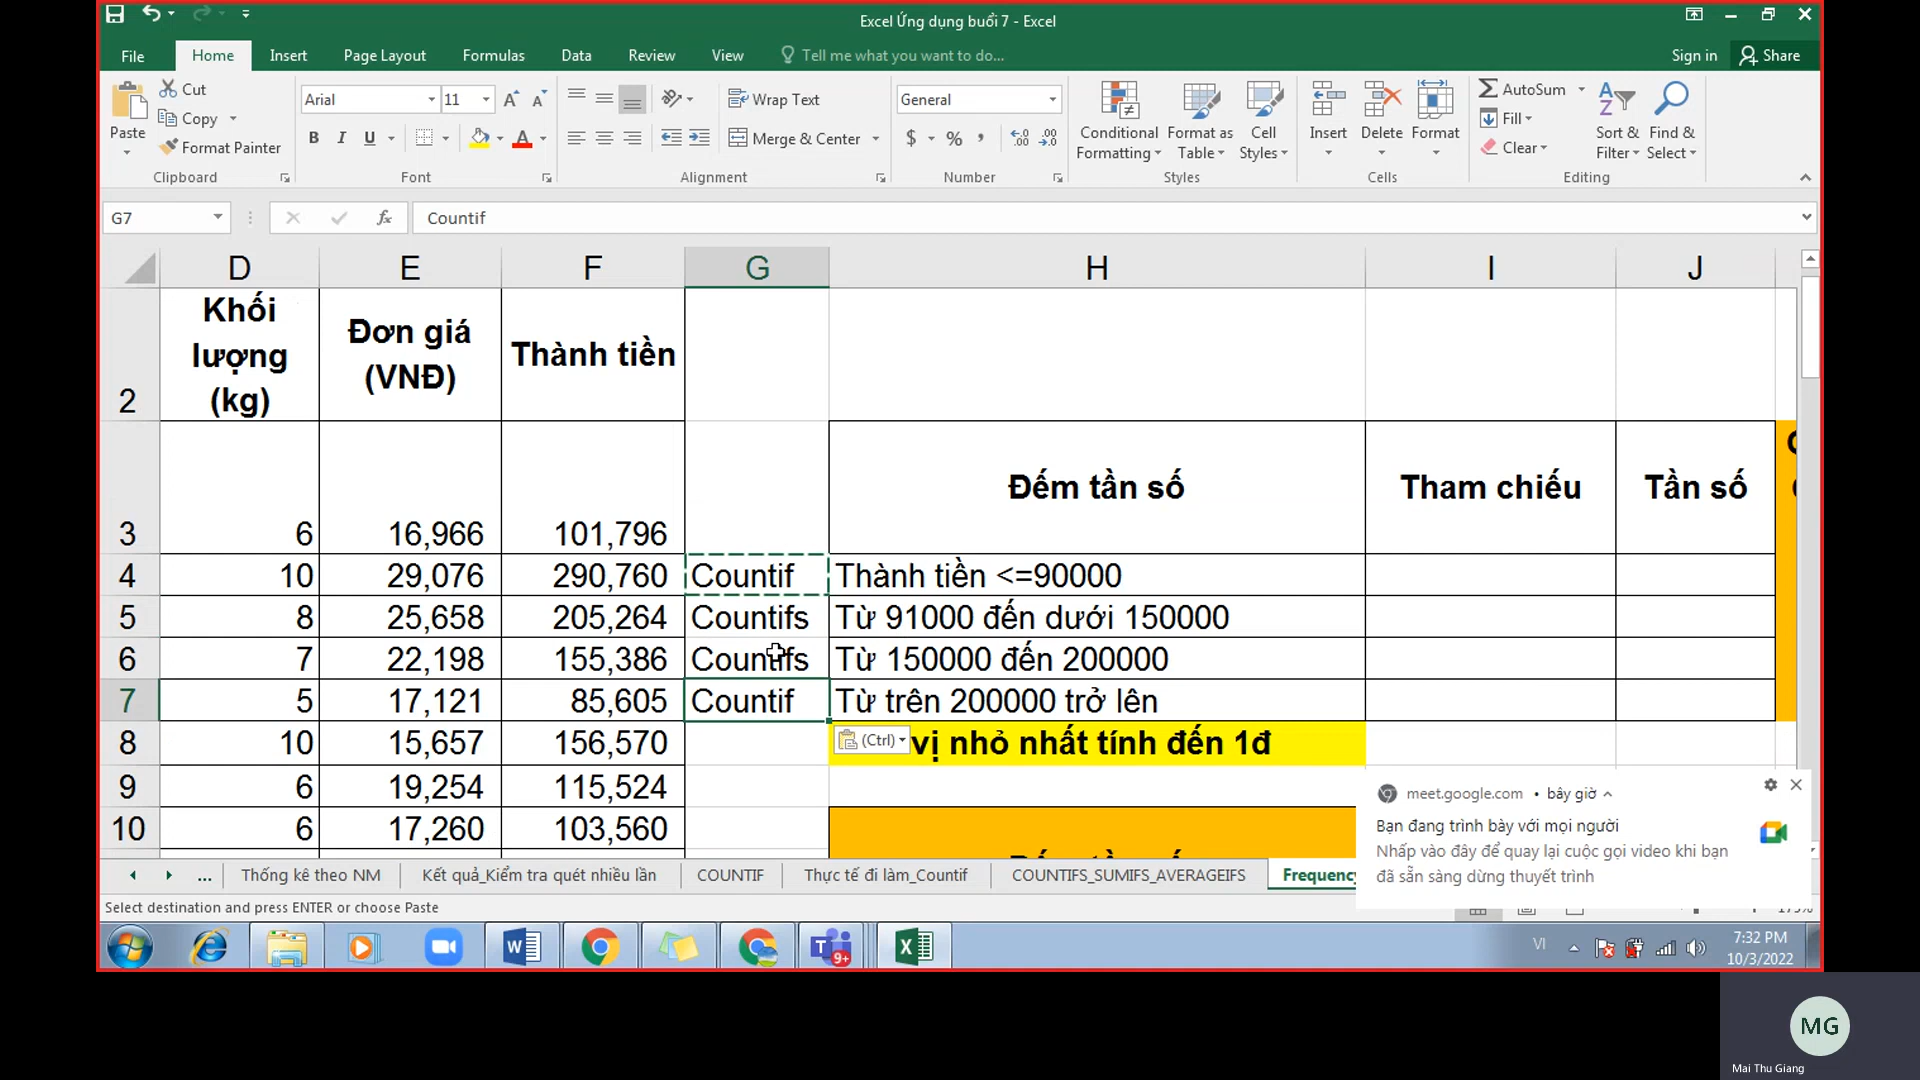 Excel Ứng dụng buổi 7 - Excel
File Home Insert Page Layout Formulas Data Review View Tell me what you want to do... Sign in Share
Paste Cut Copy Format Painter Clipboard
Arial 11 B I U Font
Wrap Text Merge & Center Alignment
General $ % Number
Conditional Formatting Format as Table Cell Styles Styles
Insert Delete Format Cells
AutoSum Fill Clear Sort & Filter Find & Select Editing
G7 fx Countif
D E F G H I J
2 Khối lượng (kg) Đơn giá (VNĐ) Thành tiền
3 6 16,966 101,796 Đếm tần số Tham chiếu Tần số
4 10 29,076 290,760 Countif Thành tiền <=90000
5 8 25,658 205,264 Countifs Từ 91000 đến dưới 150000
6 7 22,198 155,386 Countifs Từ 150000 đến 200000
7 5 17,121 85,605 Countif Từ trên 200000 trở lên
8 10 15,657 156,570 (Ctrl) vị nhỏ nhất tính đến 1đ
9 6 19,254 115,524
10 6 17,260 103,560
meet.google.com • bây giờ
Bạn đang trình bày với mọi người
Nhấp vào đây để quay lại cuộc gọi video khi bạn
đã sẵn sàng dừng thuyết trình
... Thống kê theo NM Kết quả_Kiểm tra quét nhiều lần COUNTIF Thực tế đi làm_Countif COUNTIFS_SUMIFS_AVERAGEIFS Frequency
Select destination and press ENTER or choose Paste
9+ VI 7:32 PM
10/3/2022
MG
Mai Thu Giang